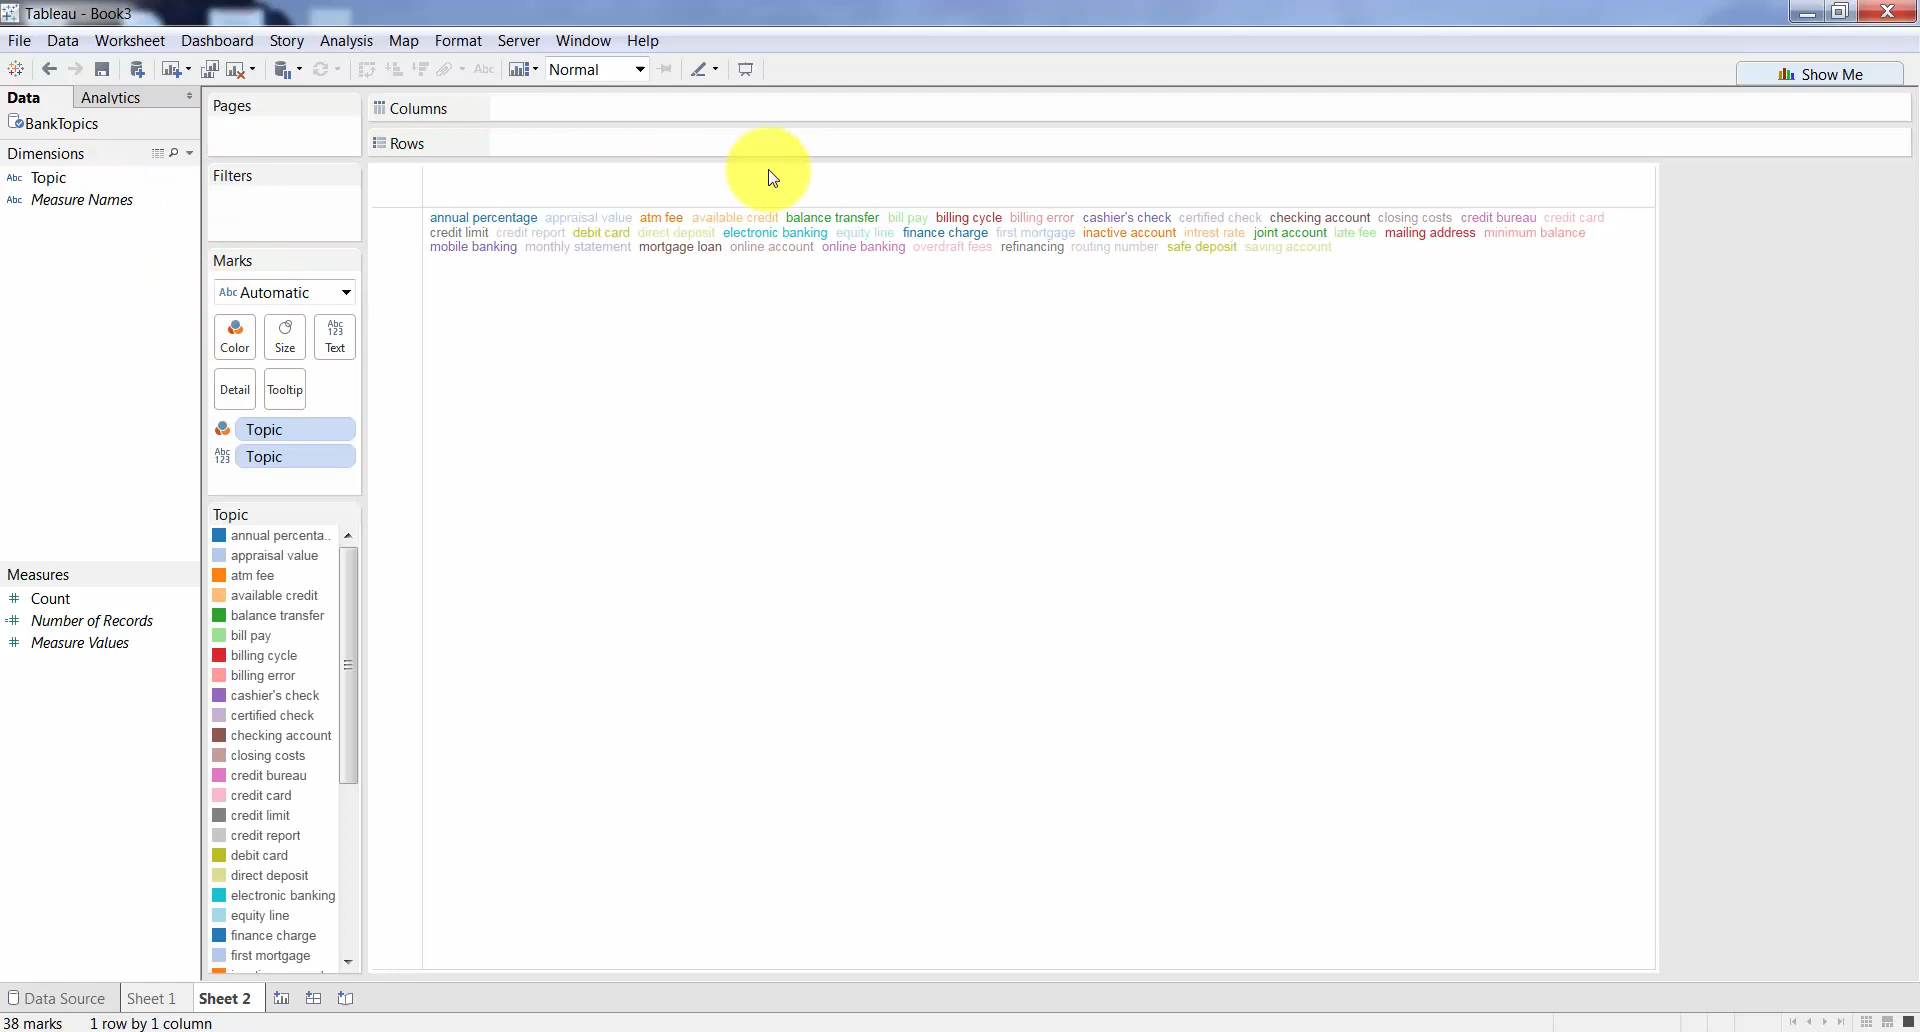 Tableau - Book3
File Data Worksheet Dashboard Story Analysis Map Format Server Window Help
Abc Normal
Show Me
Data Analytics
BankTopics
Dimensions
Abc Topic
Abc Measure Names
Measures
# Count
=# Number of Records
# Measure Values
Pages
Filters
Marks
Abc Automatic
Color Size Abc 123 Text
Detail Tooltip
Topic
Abc 123 Topic
Topic
annual percenta..
appraisal value
atm fee
available credit
balance transfer
bill pay
billing cycle
billing error
cashier's check
certified check
checking account
closing costs
credit bureau
credit card
credit limit
credit report
debit card
direct deposit
electronic banking
equity line
finance charge
first mortgage
Columns
Rows
annual percentage appraisal value atm fee available credit balance transfer bill pay billing cycle billing error cashier's check certified check checking account closing costs credit bureau credit card
credit limit credit report debit card direct deposit electronic banking equity line finance charge first mortgage inactive account intrest rate joint account late fee mailing address minimum balance
mobile banking monthly statement mortgage loan online account online banking overdraft fees refinancing routing number safe deposit saving account
Data Source Sheet 1 Sheet 2
38 marks 1 row by 1 column